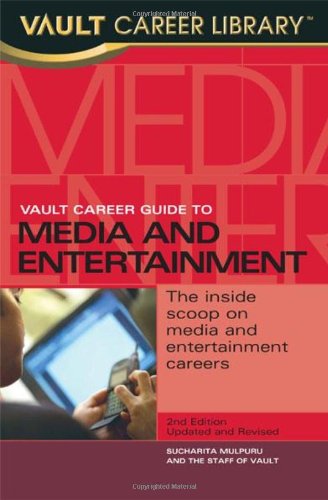 VAULT CAREER LIBRARY™
MEDIA
ENTER
VAULT CAREER GUIDE TO
MEDIA AND
ENTERTAINMENT
The inside
scoop on
media and
entertainment
careers
2nd Edition
Updated and Revised
SUCHARITA MULPURU
AND THE STAFF OF VAULT